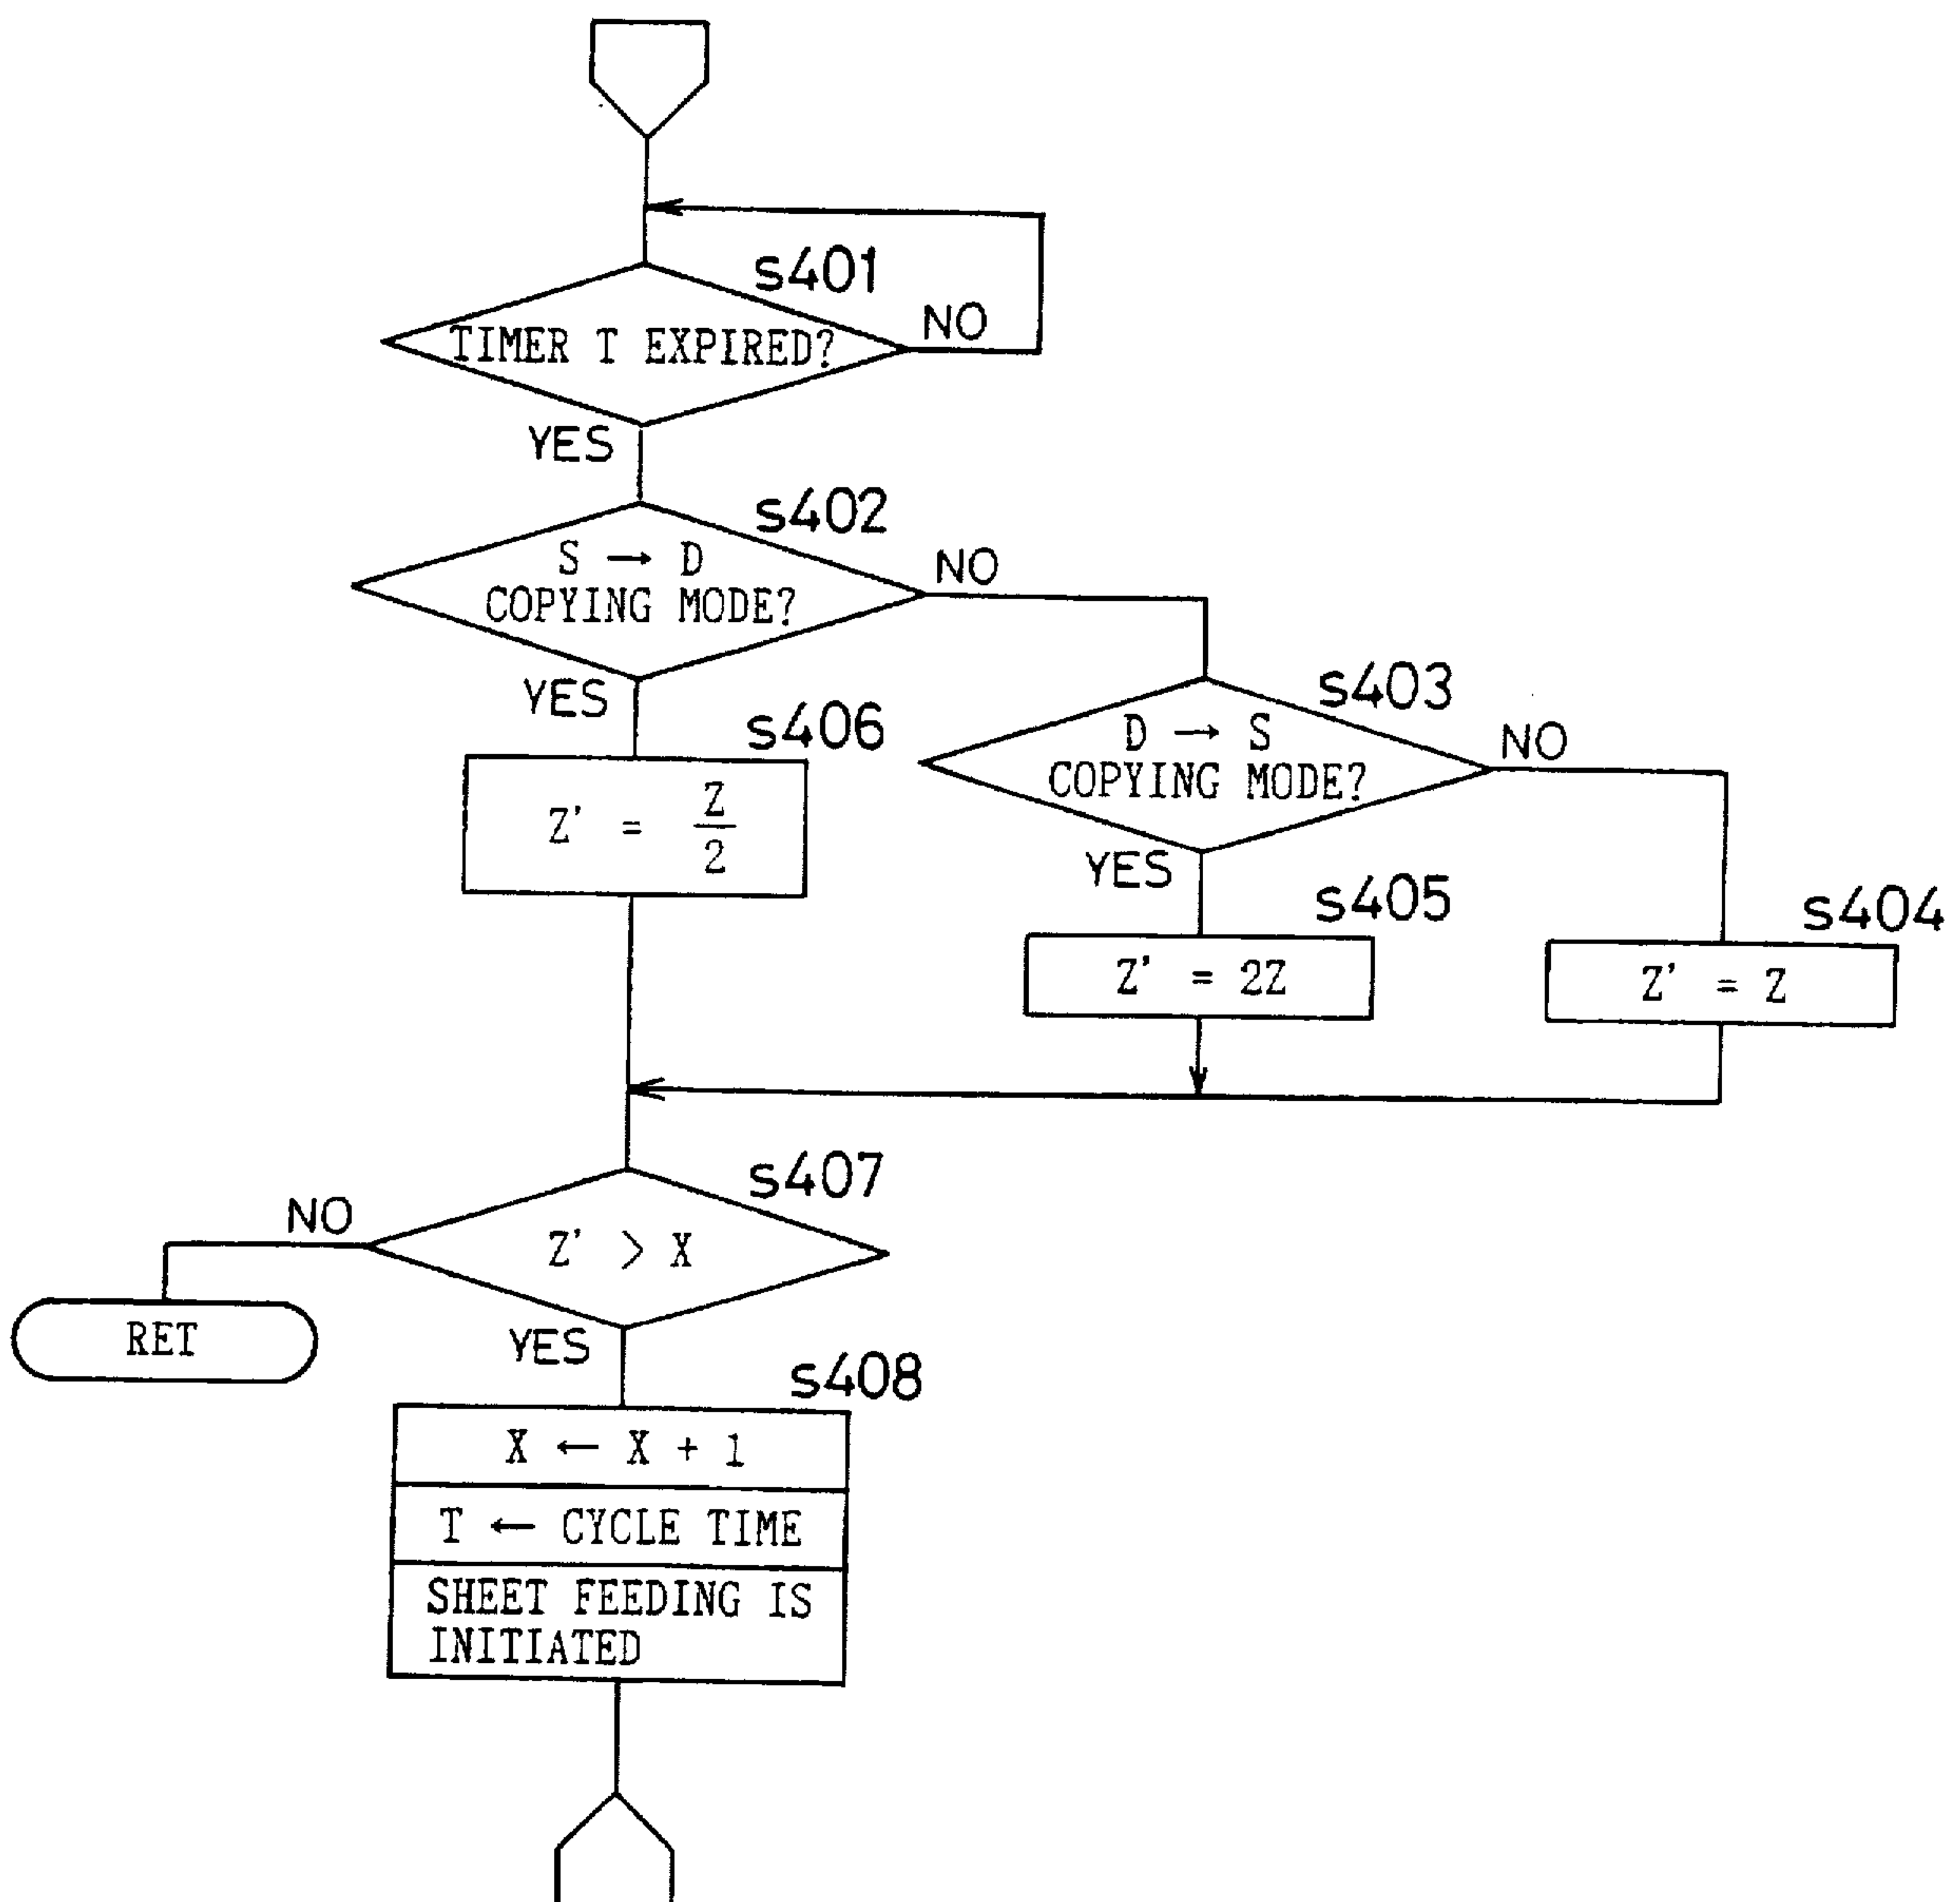 s401
TIMER T EXPIRED?
NO
YES
s402
S → D
COPYING MODE?
NO
YES
s403
D → S
COPYING MODE?
NO
YES
s406
Z' = Z
2
s405
Z' = 2Z
s404
Z' = Z
s407
Z' > X
NO
RET
YES
s408
X ← X + 1
T ← CYCLE TIME
SHEET FEEDING IS
INITIATED